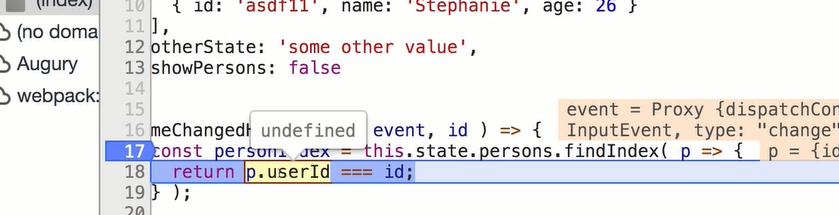 (index)
(no doma
Augury
webpack:
10 { id: 'asdf11', name: 'Stephanie', age: 26 }
11 ],
12 otherState: 'some other value',
13 showPersons: false
14
15 event = Proxy {dispatchCon
16 meChangedH event, id ) => { InputEvent, type: "change"
undefined
17 const personIndex = this.state.persons.findIndex( p => { p = {id
18 return p.userId === id;
19 } );
20